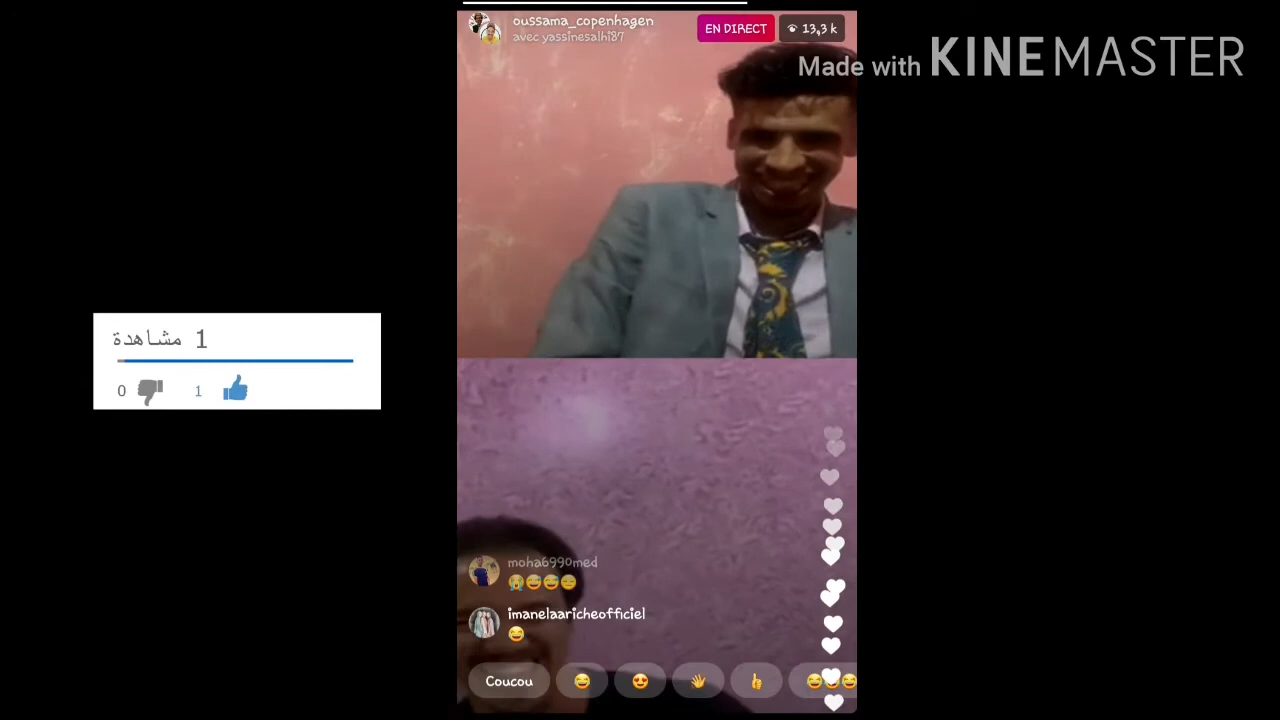 oussama_copenhagen
avec yassinesalhi87
EN DIRECT
13,3 k
Made with KINEMASTER
1 مشاهدة
0
1
moha6990med
😭😅😅😑
imanelaaricheofficiel
😂
Coucou